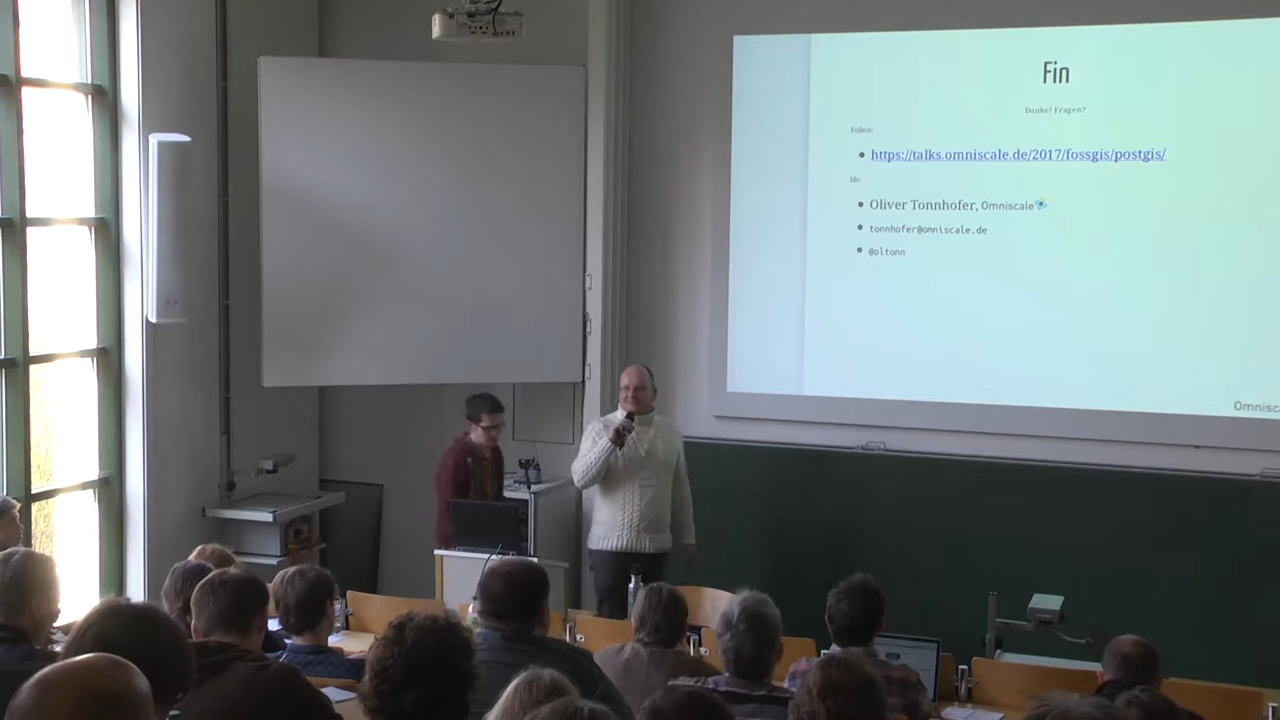 Fin
Danke! Fragen?
Folien:
https://talks.omniscale.de/2017/fossgis/postgis/
Me:
Oliver Tonnhofer, Omniscale
tonnhofer@omniscale.de
@oltonn
Omnisc